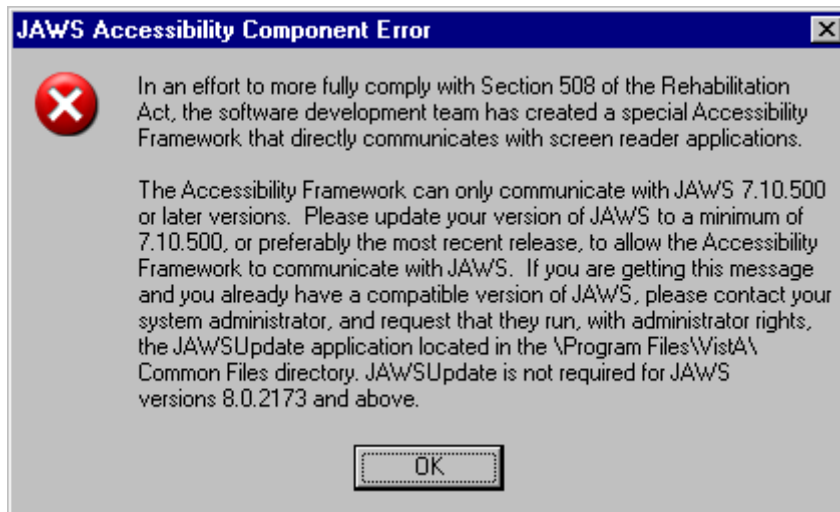 JAWS Accessibility Component Error
In an effort to more fully comply with Section 508 of the Rehabilitation
Act, the software development team has created a special Accessibility
Framework that directly communicates with screen reader applications.
The Accessibility Framework can only communicate with JAWS 7.10.500
or later versions.  Please update your version of JAWS to a minimum of
7.10.500, or preferably the most recent release, to allow the Accessibility
Framework to communicate with JAWS.  If you are getting this message
and you already have a compatible version of JAWS, please contact your
system administrator, and request that they run, with administrator rights,
the JAWSUpdate application located in the \Program Files\VistA\
Common Files directory. JAWSUpdate is not required for JAWS
versions 8.0.2173 and above.
OK